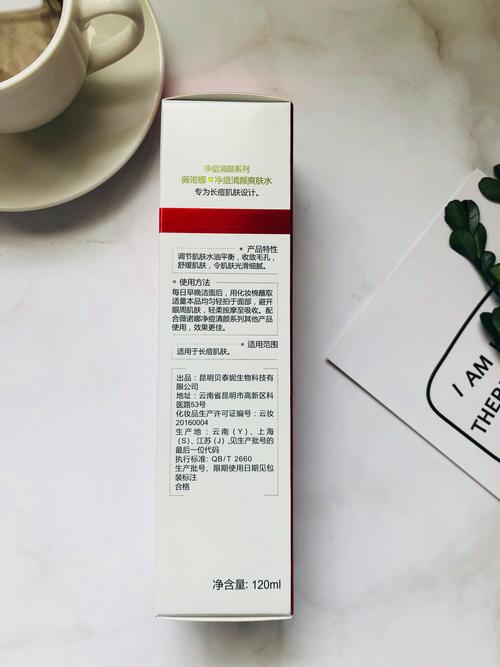 净痘清颜系列
薇诺娜净痘清颜爽肤水
专为长痘肌肤设计。
产品特性
调节肌肤水油平衡，收敛毛孔，
舒缓肌肤，令肌肤光滑细腻。
使用方法
每日早晚洁面后，用化妆棉蘸取
适量本品均匀轻拍于面部，避开
眼周肌肤，轻柔按摩至吸收。配
合薇诺娜净痘清颜系列其他产品
使用，效果更佳。
适用范围
适用于长痘肌肤。
出品：昆明贝泰妮生物科技有
限公司
地址：云南省昆明市高新区科
医路53号
化妆品生产许可证编号：云妆
20160004
生产地：云南（Y）、上海
（S）、江苏（J）,见生产批号的
最后一位代码
执行标准: QB/T 2660
生产批号、限期使用日期见包
装标注
合格
净含量: 120ml
I AM
THER